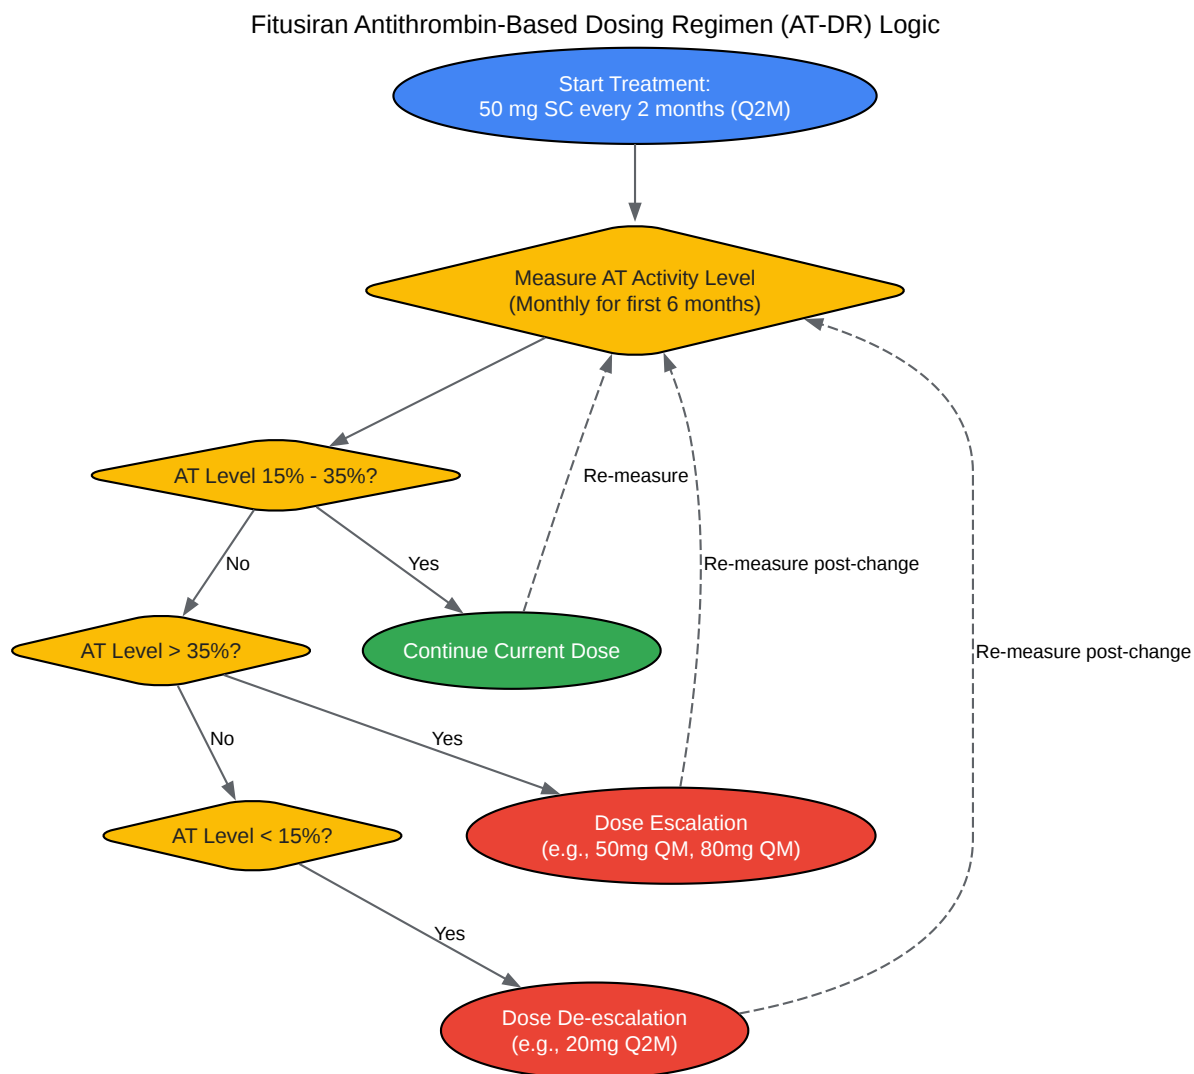 Fitusiran Antithrombin-Based Dosing Regimen (AT-DR) Logic
Start Treatment:
50 mg SC every 2 months (Q2M)
Measure AT Activity Level
(Monthly for first 6 months)
AT Level 15% - 35%?
Re-measure
No
Yes
Re-measure post-change
AT Level > 35%?
Continue Current Dose
Re-measure post-change
No
Yes
AT Level < 15%?
Dose Escalation
(e.g., 50mg QM, 80mg QM)
Yes
Dose De-escalation
(e.g., 20mg Q2M)